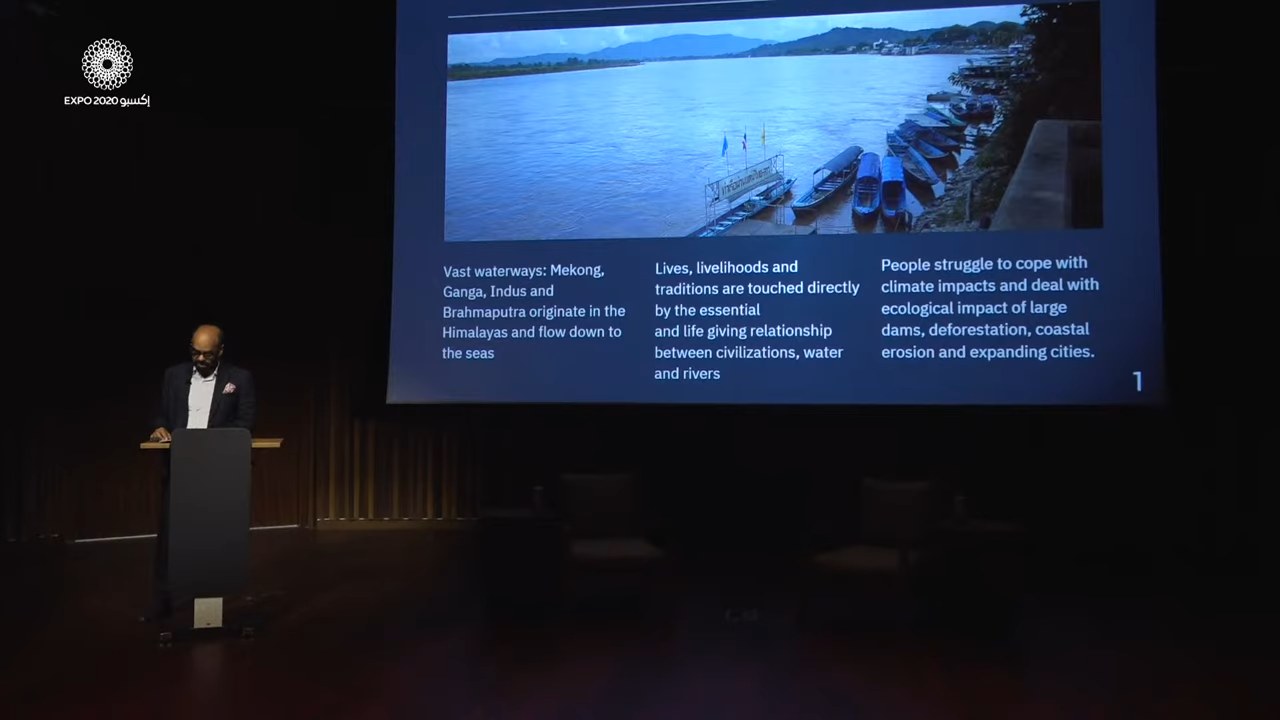 EXPO 2020 إكسبو
Vast waterways: Mekong,
Ganga, Indus and
Brahmaputra originate in the
Himalayas and flow down to
the seas
Lives, livelihoods and
traditions are touched directly
by the essential
and life giving relationship
between civilizations, water
and rivers
People struggle to cope with
climate impacts and deal with
ecological impact of large
dams, deforestation, coastal
erosion and expanding cities.
1